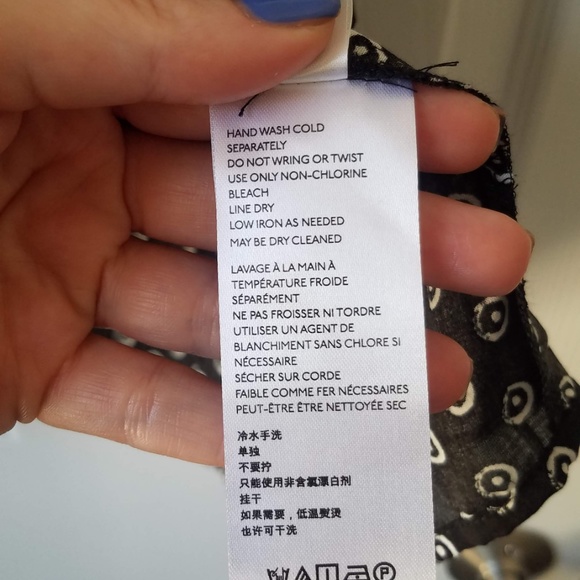 HAND WASH COLD
SEPARATELY
DO NOT WRING OR TWIST
USE ONLY NON-CHLORINE
BLEACH
LINE DRY
LOW IRON AS NEEDED
MAY BE DRY CLEANED
LAVAGE À LA MAIN À
TEMPÉRATURE FROIDE
SÉPARÉMENT
NE PAS FROISSER NI TORDRE
UTILISER UN AGENT DE
BLANCHIMENT SANS CHLORE SI
NÉCESSAIRE
SÉCHER SUR CORDE
FAIBLE COMME FER NÉCESSAIRES
PEUT-ÊTRE ÊTRE NETTOYÉE SEC
冷水手洗
单独
不要拧
只能使用非含氯漂白剂
挂干
如果需要，低温熨烫
也许可干洗
P